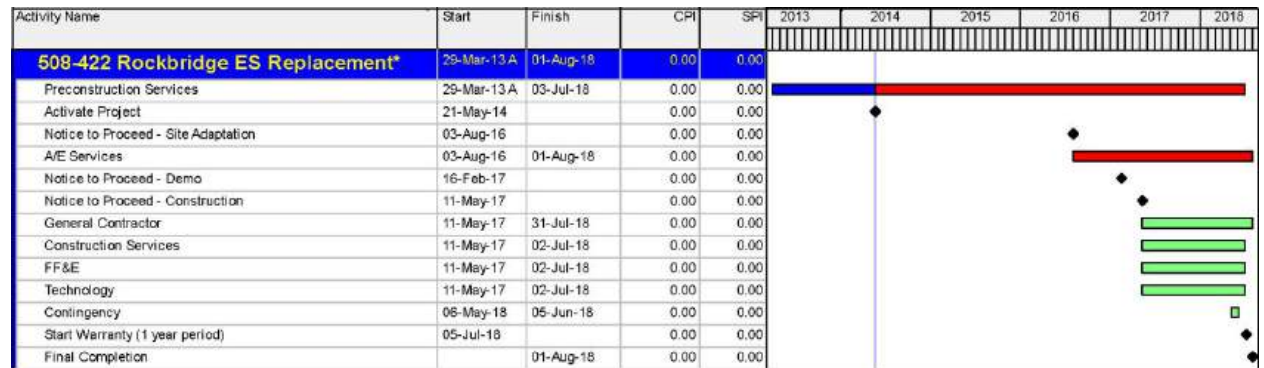 Activity Name Start Finish CPI SPI 2013 2014 2015 2016 2017 2018
508-422 Rockbridge ES Replacement* 29-Mar-13 A 01-Aug-18 0.00 0.00
Preconstruction Services 29-Mar-13 A 03-Jul-18 0.00 0.00
Activate Project 21-May-14 0.00 0.00
Notice to Proceed - Site Adaptation 03-Aug-16 0.00 0.00
A/E Services 03-Aug-16 01-Aug-18 0.00 0.00
Notice to Proceed - Demo 16-Feb-17 0.00 0.00
Notice to Proceed - Construction 11-May-17 0.00 0.00
General Contractor 11-May-17 31-Jul-18 0.00 0.00
Construction Services 11-May-17 02-Jul-18 0.00 0.00
FF&E 11-May-17 02-Jul-18 0.00 0.00
Technology 11-May-17 02-Jul-18 0.00 0.00
Contingency 06-May-18 05-Jun-18 0.00 0.00
Start Warranty (1 year period) 05-Jul-18 0.00 0.00
Final Completion 01-Aug-18 0.00 0.00